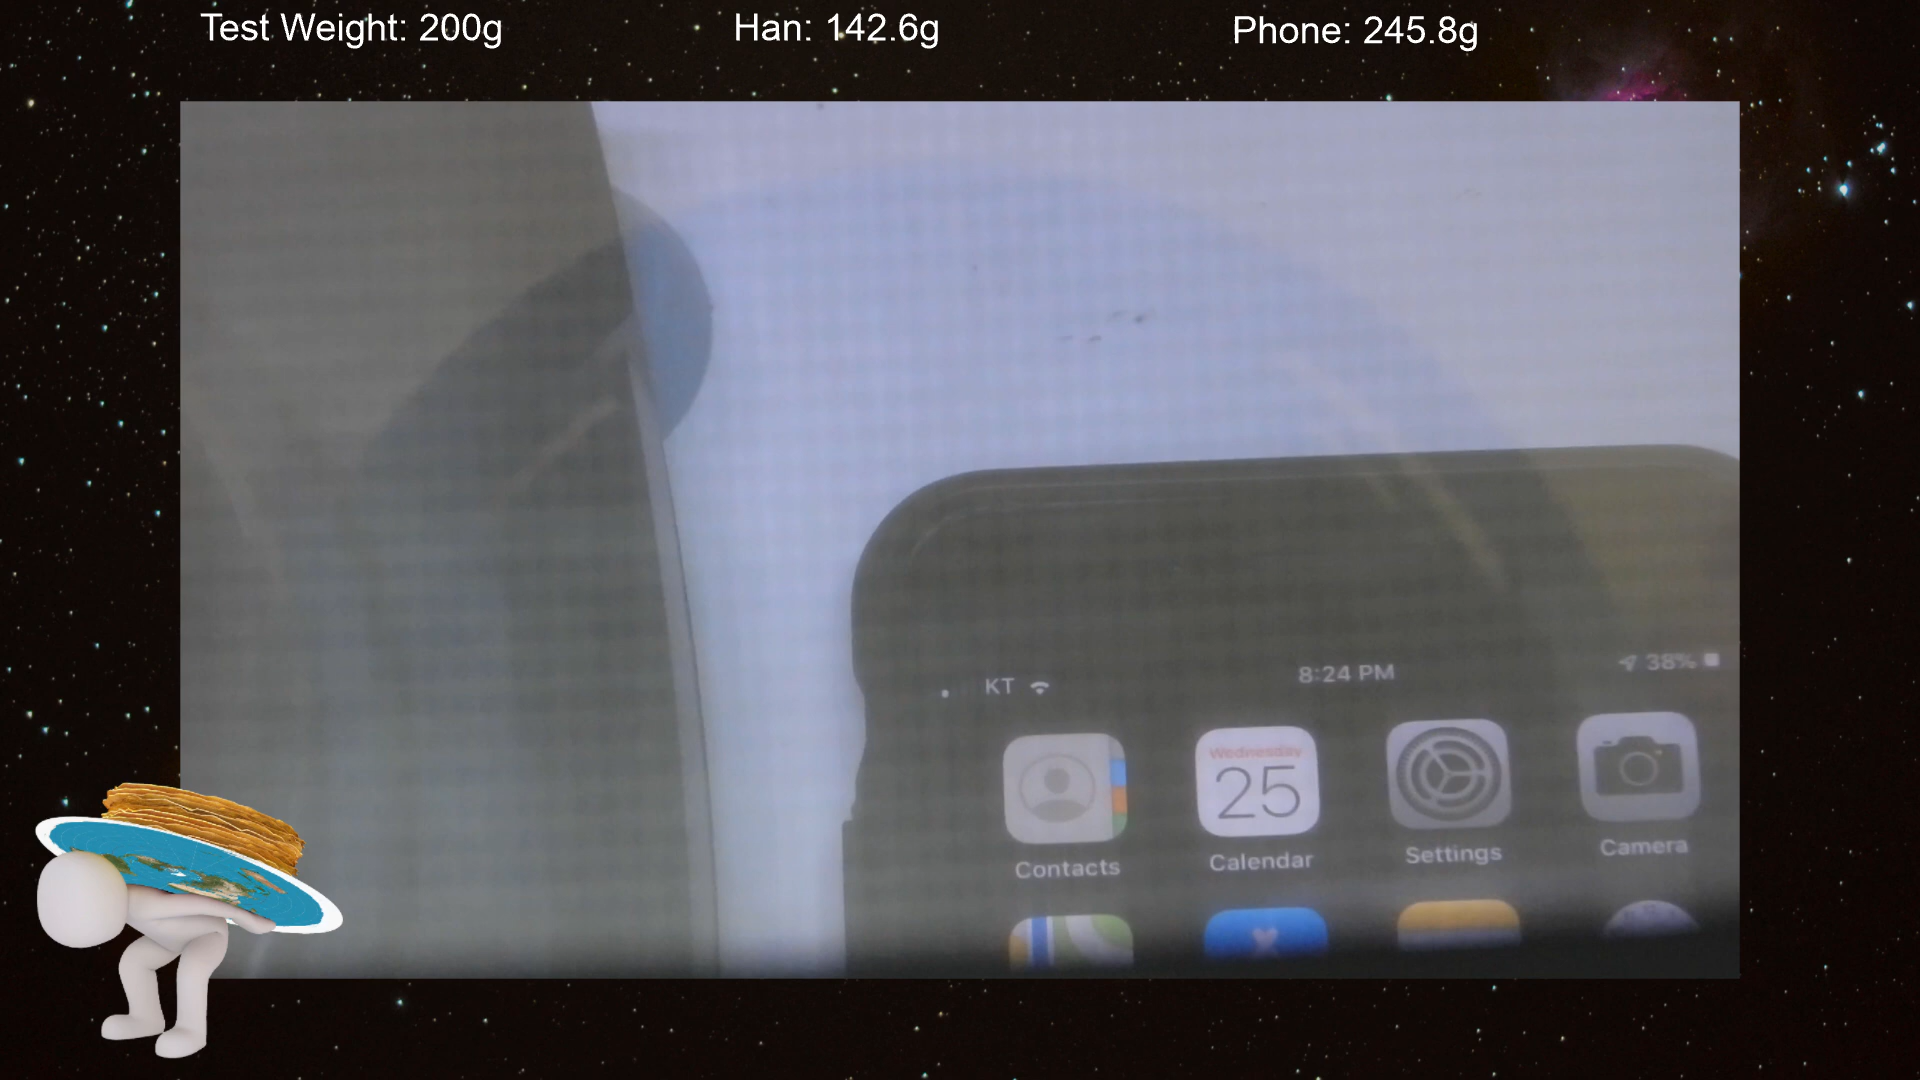 Test Weight: 200g
Han: 142.6g
Phone: 245.8g
KT
8:24 PM
38%
Wednesday
25
Contacts
Calendar
Settings
Camera